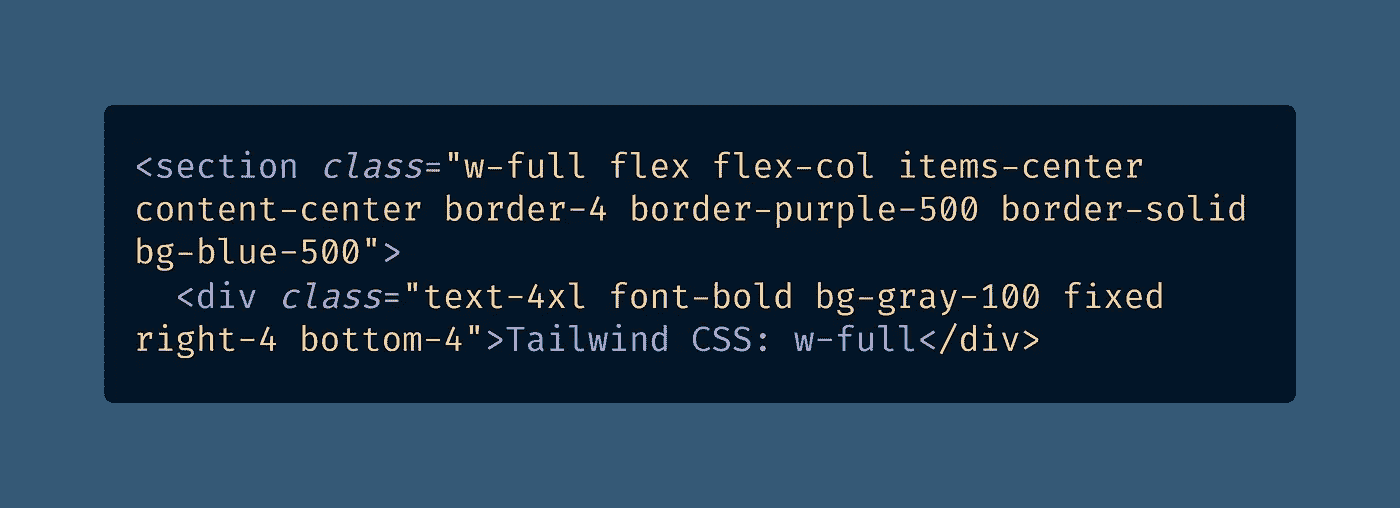 <section class="w-full flex flex-col items-center
content-center border-4 border-purple-500 border-solid
bg-blue-500">
  <div class="text-4xl font-bold bg-gray-100 fixed
right-4 bottom-4">Tailwind CSS: w-full</div>